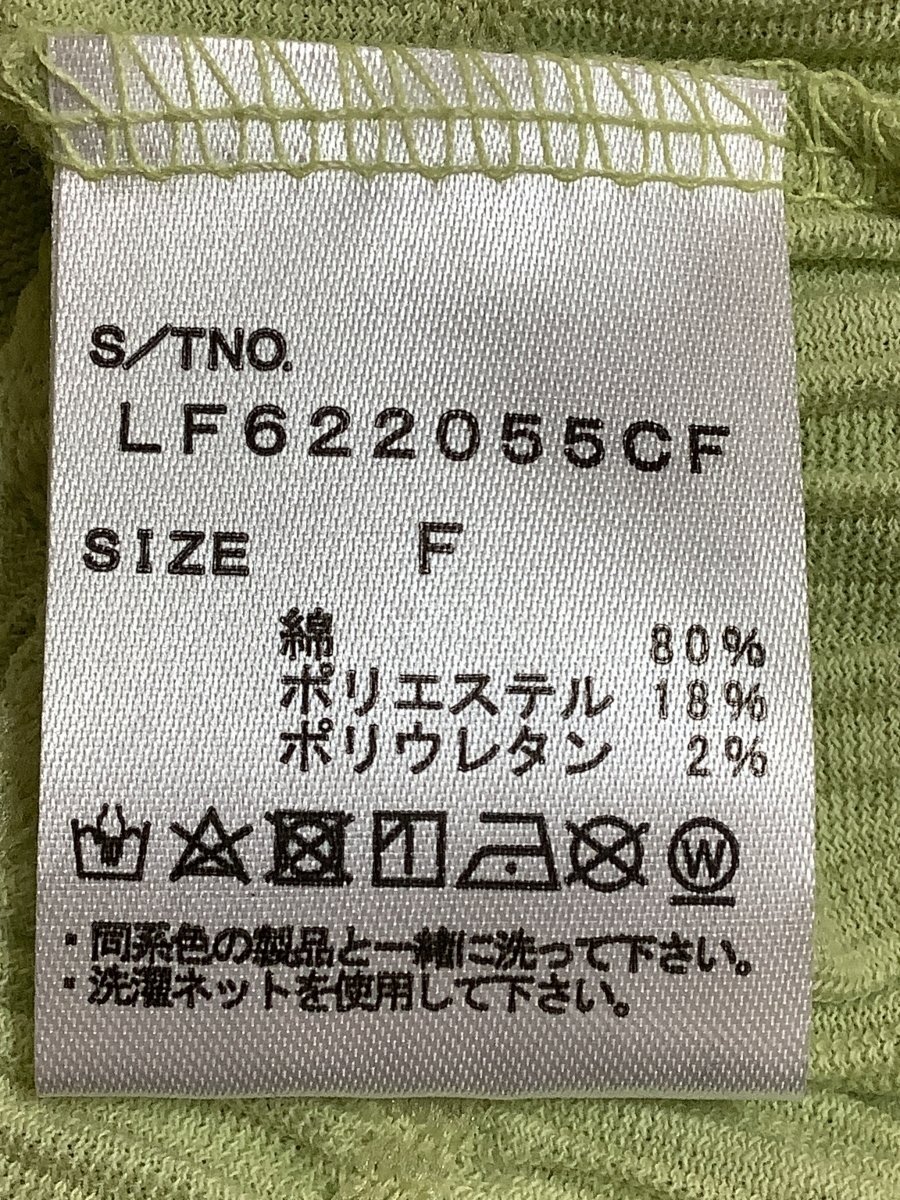 S/TNO.
LF622055CF
SIZE F
綿 80%
ポリエステル 18%
ポリウレタン 2%
W
・同系色の製品と一緒に洗って下さい。
・洗濯ネットを使用して下さい。